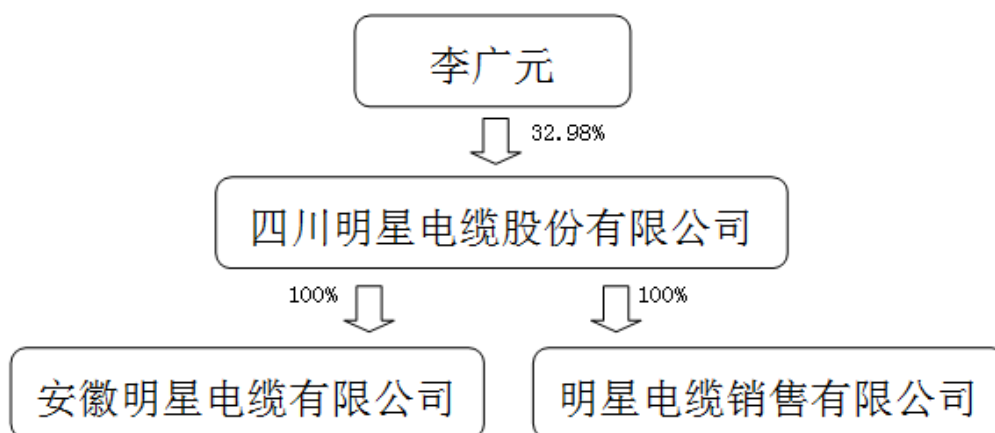 李广元
32.98%
四川明星电缆股份有限公司
100%
100%
安徽明星电缆有限公司
明星电缆销售有限公司